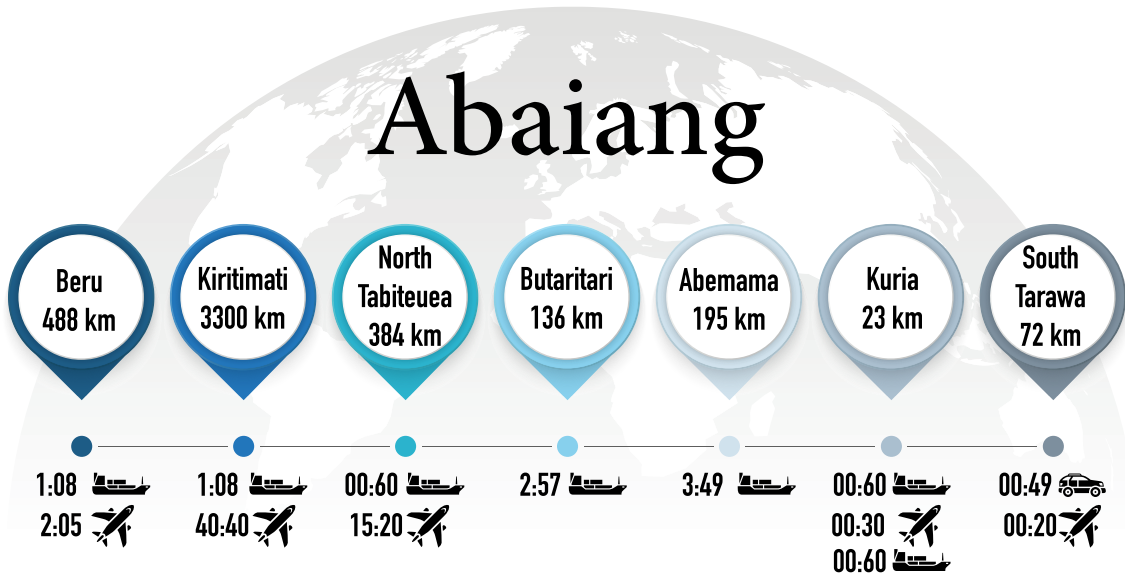 Abaiang
Beru
488 km
Kiritimati
3300 km
North
Tabiteuea
384 km
Butaritari
136 km
Abemama
195 km
Kuria
23 km
South
Tarawa
72 km
1:08
2:05
1:08
40:40
00:60
15:20
2:57
3:49
00:60
00:30
00:60
00:49
00:20